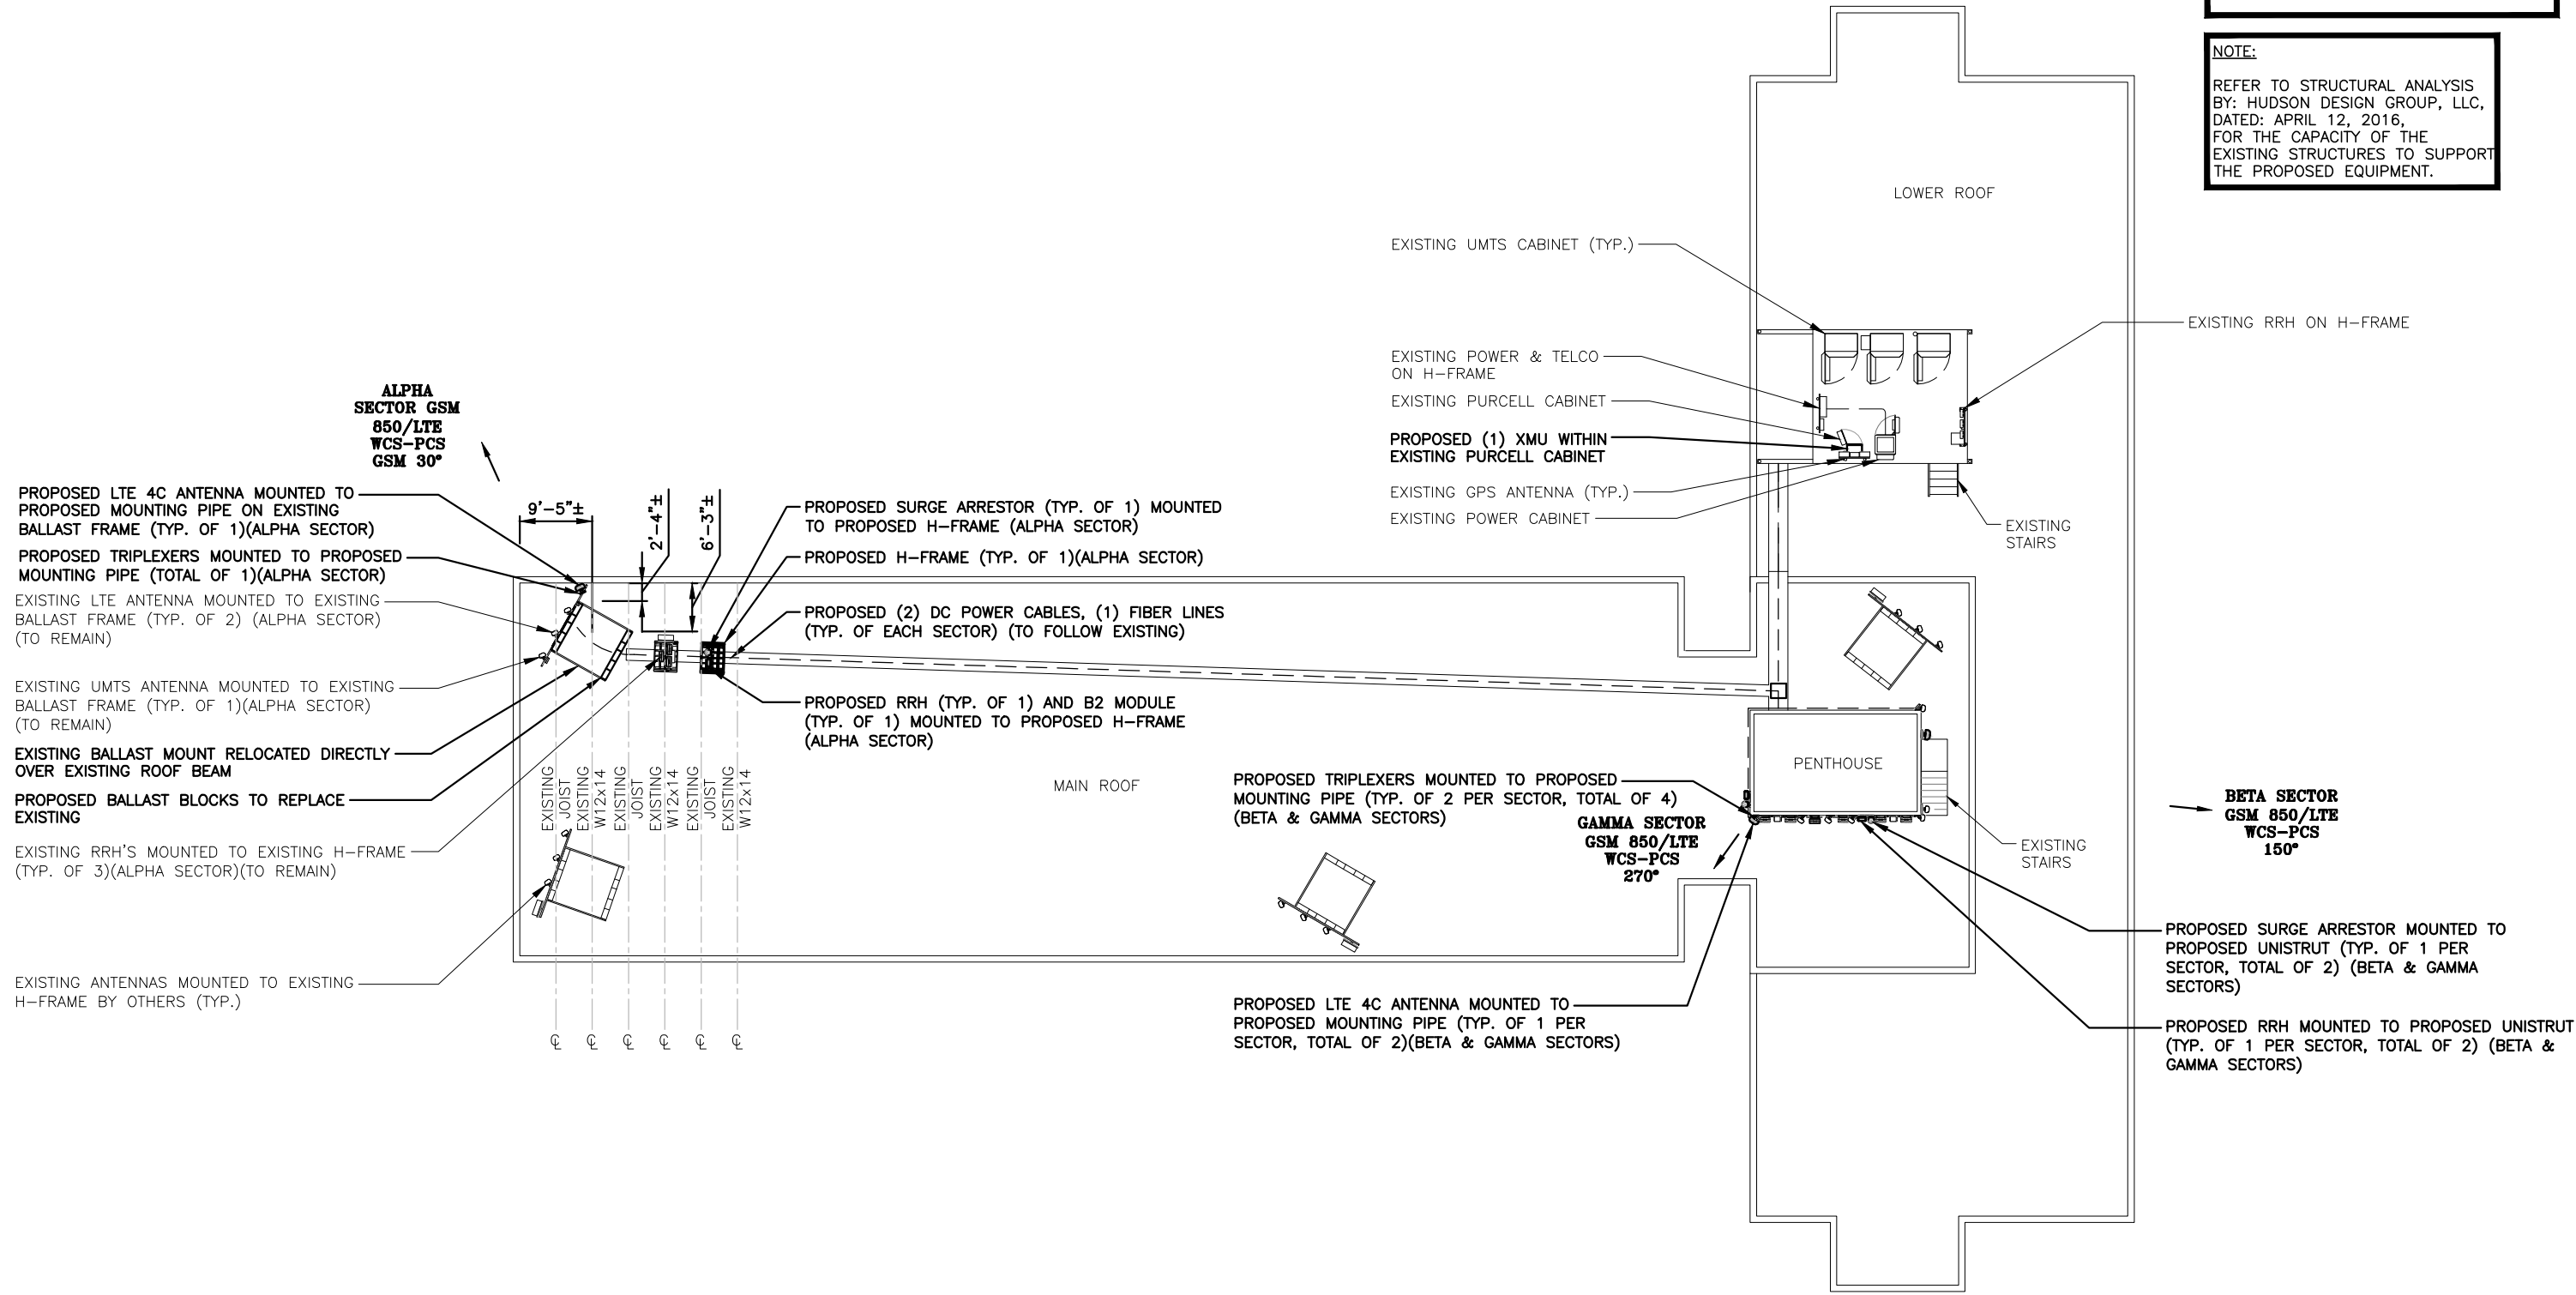 NOTE:
REFER TO STRUCTURAL ANALYSIS
BY: HUDSON DESIGN GROUP, LLC,
DATED: APRIL 12, 2016,
FOR THE CAPACITY OF THE
EXISTING STRUCTURES TO SUPPORT
THE PROPOSED EQUIPMENT.
LOWER ROOF
EXISTING UMTS CABINET (TYP.)
EXISTING RRH ON H-FRAME
EXISTING POWER & TELCO
ON H-FRAME
EXISTING PURCELL CABINET
PROPOSED (1) XMU WITHIN
EXISTING PURCELL CABINET
EXISTING GPS ANTENNA (TYP.)
EXISTING POWER CABINET
EXISTING
STAIRS
ALPHA
SECTOR GSM
850/LTE
WCS-PCS
GSM 30°
PROPOSED LTE 4C ANTENNA MOUNTED TO
PROPOSED MOUNTING PIPE ON EXISTING
BALLAST FRAME (TYP. OF 1)(ALPHA SECTOR)
PROPOSED TRIPLEXERS MOUNTED TO PROPOSED
MOUNTING PIPE (TOTAL OF 1)(ALPHA SECTOR)
EXISTING LTE ANTENNA MOUNTED TO EXISTING
BALLAST FRAME (TYP. OF 2) (ALPHA SECTOR)
(TO REMAIN)
EXISTING UMTS ANTENNA MOUNTED TO EXISTING
BALLAST FRAME (TYP. OF 1)(ALPHA SECTOR)
(TO REMAIN)
EXISTING BALLAST MOUNT RELOCATED DIRECTLY
OVER EXISTING ROOF BEAM
PROPOSED BALLAST BLOCKS TO REPLACE
EXISTING
EXISTING RRH'S MOUNTED TO EXISTING H-FRAME
(TYP. OF 3)(ALPHA SECTOR)(TO REMAIN)
EXISTING ANTENNAS MOUNTED TO EXISTING
H-FRAME BY OTHERS (TYP.)
9'-5"±
2'-4"±
6'-3"±
PROPOSED SURGE ARRESTOR (TYP. OF 1) MOUNTED
TO PROPOSED H-FRAME (ALPHA SECTOR)
PROPOSED H-FRAME (TYP. OF 1)(ALPHA SECTOR)
PROPOSED (2) DC POWER CABLES, (1) FIBER LINES
(TYP. OF EACH SECTOR) (TO FOLLOW EXISTING)
PROPOSED RRH (TYP. OF 1) AND B2 MODULE
(TYP. OF 1) MOUNTED TO PROPOSED H-FRAME
(ALPHA SECTOR)
EXISTING
JOIST
EXISTING
W12x14
EXISTING
JOIST
EXISTING
W12x14
EXISTING
JOIST
EXISTING
W12x14
℄
℄
℄
℄
℄
℄
MAIN ROOF
PENTHOUSE
PROPOSED TRIPLEXERS MOUNTED TO PROPOSED
MOUNTING PIPE (TYP. OF 2 PER SECTOR, TOTAL OF 4)
(BETA & GAMMA SECTORS)
GAMMA SECTOR
GSM 850/LTE
WCS-PCS
270°
PROPOSED LTE 4C ANTENNA MOUNTED TO
PROPOSED MOUNTING PIPE (TYP. OF 1 PER
SECTOR, TOTAL OF 2)(BETA & GAMMA SECTORS)
BETA SECTOR
GSM 850/LTE
WCS-PCS
150°
EXISTING
STAIRS
PROPOSED SURGE ARRESTOR MOUNTED TO
PROPOSED UNISTRUT (TYP. OF 1 PER
SECTOR, TOTAL OF 2) (BETA & GAMMA
SECTORS)
PROPOSED RRH MOUNTED TO PROPOSED UNISTRUT
(TYP. OF 1 PER SECTOR, TOTAL OF 2) (BETA &
GAMMA SECTORS)